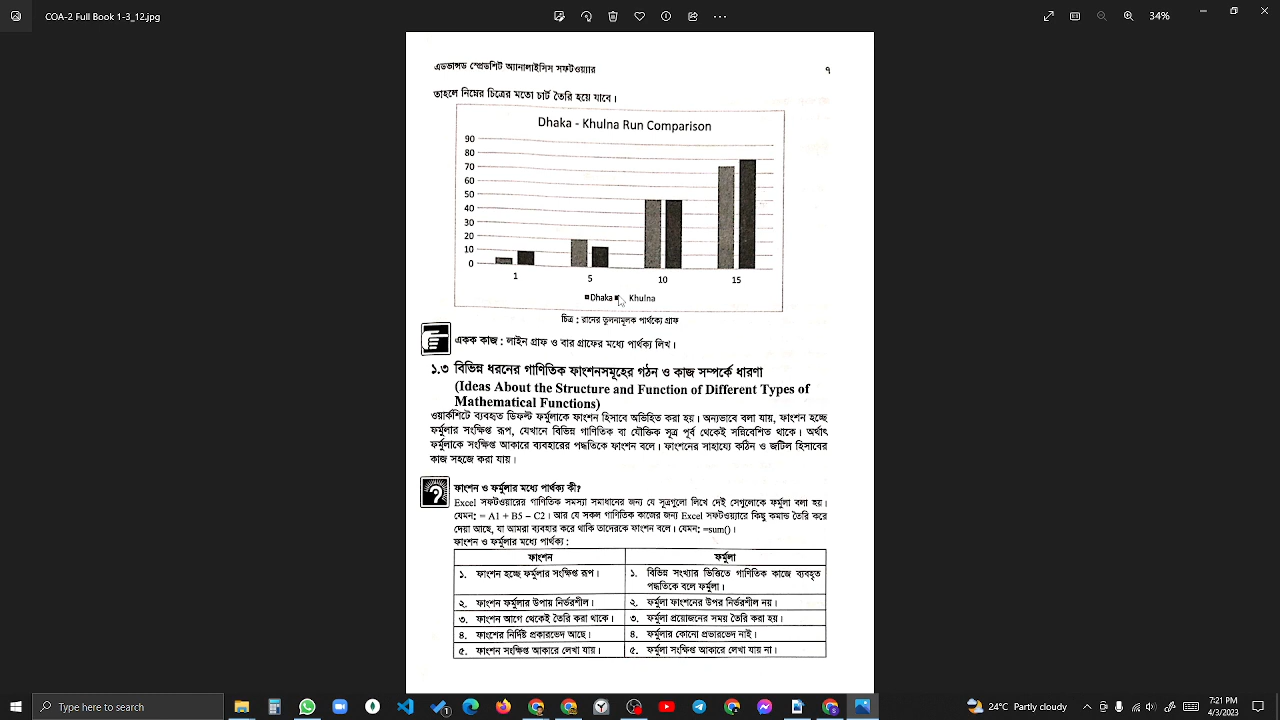 COA-2 Full Book 1-3_12.jpg
34%
এডভান্সড স্প্রেডশিট অ্যানালাইসিস সফটওয়্যার
৭
তাহলে নিম্নের চিত্রের মতো চার্ট তৈরি হয়ে যাবে।
Dhaka - Khulna Run Comparison
90
80
70
60
50
40
30
20
10
0
1 5 10 15
Dhaka Khulna
চিত্র : রানের তুলনামূলক পার্থক্যে গ্রাফ
একক কাজ : লাইন গ্রাফ ও বার গ্রাফের মধ্যে পার্থক্য লিখ।
১.৩ বিভিন্ন ধরনের গাণিতিক ফাংশনসমূহের গঠন ও কাজ সম্পর্কে ধারণা
(Ideas About the Structure and Function of Different Types of
Mathematical Functions)
ওয়ার্কশিটে ব্যবহৃত ডিফল্ট ফর্মুলাকে ফাংশন হিসাবে অভিহিত করা হয়। অন্যভাবে বলা যায়, ফাংশন হচ্ছে
ফর্মুলার সংক্ষিপ্ত রূপ, যেখানে বিভিন্ন গাণিতিক বা যৌক্তিক সূত্র পূর্ব থেকেই সন্নিবেশিত থাকে। অর্থাৎ
ফর্মুলাকে সংক্ষিপ্ত আকারে ব্যবহারের পদ্ধতিকে ফাংশন বলে। ফাংশনের সাহায্যে কঠিন ও জটিল হিসাবের
কাজ সহজে করা যায়।
ফাংশন ও ফর্মুলার মধ্যে পার্থক্য কী?
Excel সফটওয়ারের গাণিতিক সমস্যা সমাধানের জন্য যে সূত্রগুলো লিখে দেই সেগুলোকে ফর্মুলা বলা হয়।
যেমন: = A1 + B5 – C2। আর যে সকল গাণিতিক কাজের জন্য Excel সফটওয়্যারে কিছু কমান্ড তৈরি করে
দেয়া আছে, যা আমরা ব্যবহার করে থাকি তাদেরকে ফাংশন বলে। যেমন: =sum()।
ফাংশন ও ফর্মুলার মধ্যে পার্থক্য :
ফাংশন ফর্মুলা
১. ফাংশন হচ্ছে ফর্মুলার সংক্ষিপ্ত রূপ। ১. বিভিন্ন সংখ্যার ভিত্তিতে গাণিতিক কাজে ব্যবহৃত
পদ্ধতিকে বলে ফর্মুলা।
২. ফাংশন ফর্মুলার উপায় নির্ভরশীল। ২. ফর্মুলা ফাংশনের উপর নির্ভরশীল নয়।
৩. ফাংশন আগে থেকেই তৈরি করা থাকে। ৩. ফর্মুলা প্রয়োজনের সময় তৈরি করা হয়।
৪. ফাংশের নির্দিষ্ট প্রকারভেদ আছে। ৪. ফর্মুলার কোনো প্রভারভেদ নাই।
৫. ফাংশন সংক্ষিপ্ত আকারে লেখা যায়। ৫. ফর্মুলা সংক্ষিপ্ত আকারে লেখা যায় না।
Type here to search
24°C Partly cloudy
7:21 PM
4/3/2023